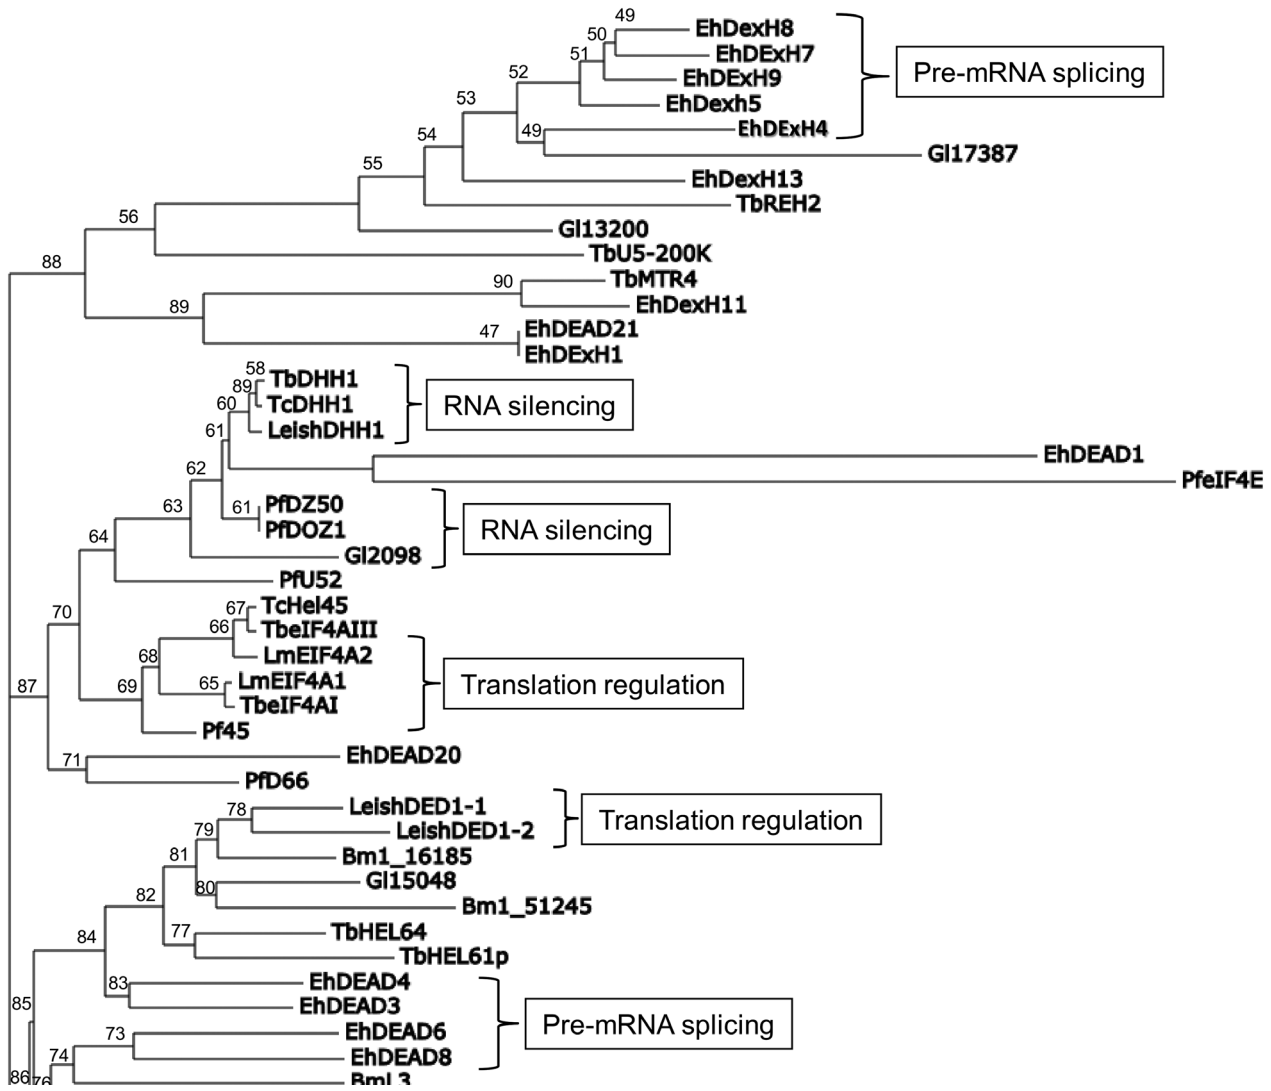 49
EhDexH8
50
EhDExH7
51
EhDExH9
Pre-mRNA splicing
52
EhDexh5
53
49
EhDExH4
54
Gl17387
55
EhDexH13
TbREH2
56
Gl13200
TbU5-200K
88
90
TbMTR4
89
EhDexH11
47
EhDEAD21
EhDExH1
58
TbDHH1
89
60
TcDHH1
RNA silencing
61
LeishDHH1
EhDEAD1
62
PfeIF4E
63
61
PfDZ50
PfDOZ1
RNA silencing
64
Gl2098
PfU52
70
67
TcHel45
66
TbeIF4AIII
68
LmEIF4A2
87
69
65
LmEIF4A1
Translation regulation
TbeIF4AI
Pf45
71
EhDEAD20
PfD66
78
LeishDED1-1
79
LeishDED1-2
Translation regulation
81
Bm1_16185
80
Gl15048
82
Bm1_51245
84
77
TbHEL64
TbHEL61p
83
EhDEAD4
85
EhDEAD3
Pre-mRNA splicing
73
EhDEAD6
74
EhDEAD8
86
76
BmL3